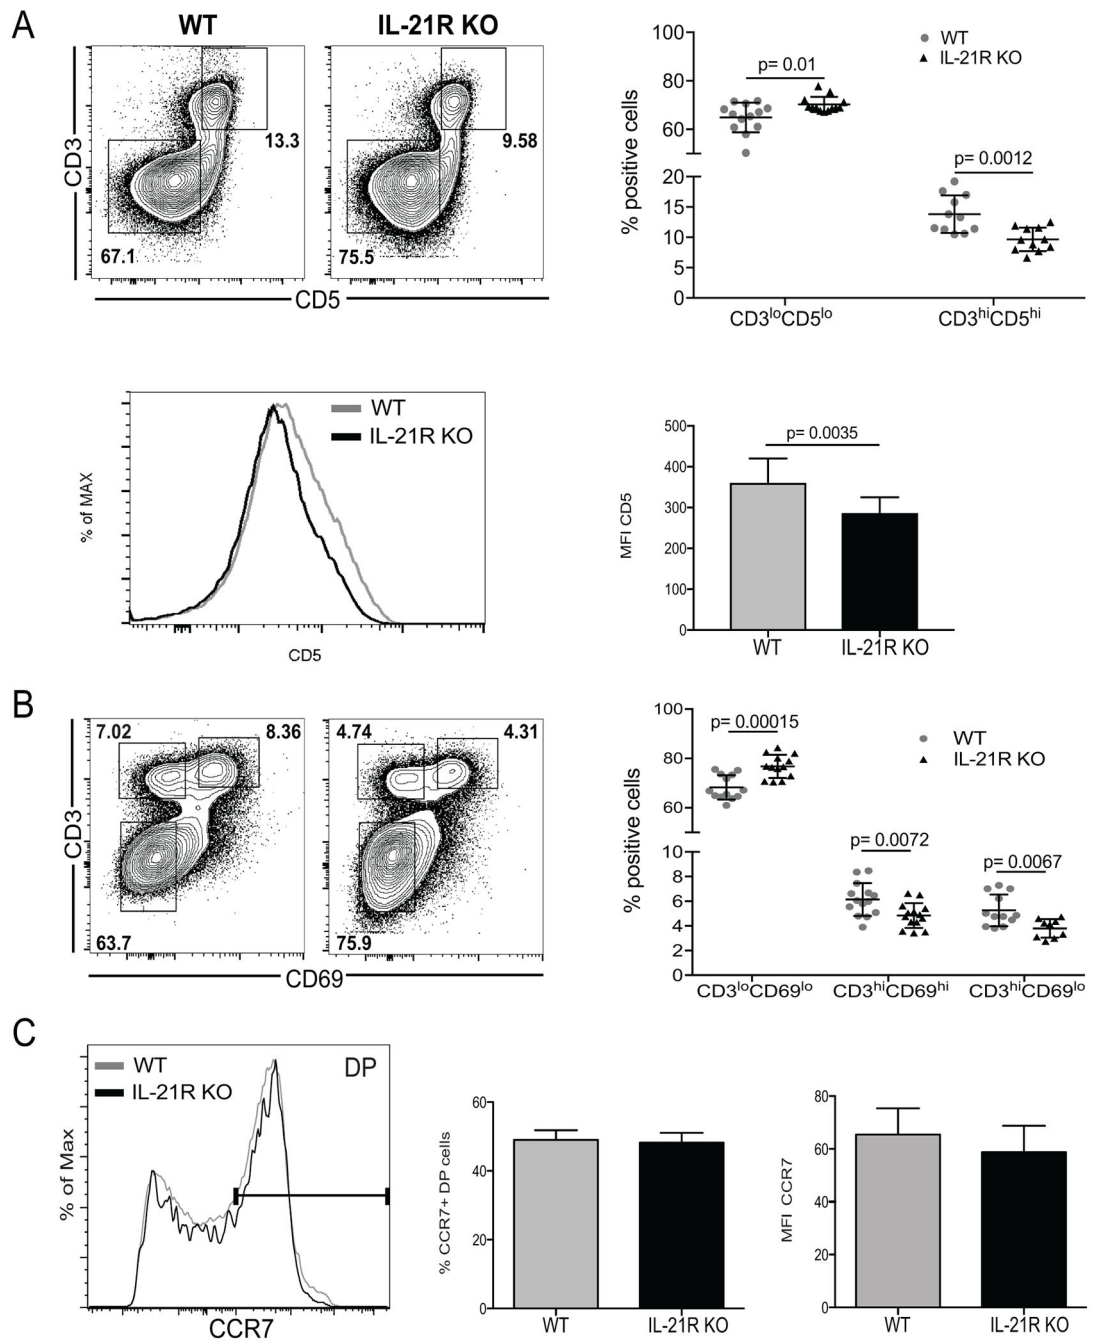 A
WT
IL-21R KO
CD3
13.3
67.1
9.58
75.5
CD5
% positive cells
100
80
60
20
15
10
5
0
WT
IL-21R KO
p= 0.01
p= 0.0012
CD3loCD5lo
CD3hiCD5hi
% of MAX
WT
IL-21R KO
CD5
MFI CD5
500
400
300
200
100
0
p= 0.0035
WT
IL-21R KO
B
CD3
7.02
8.36
63.7
4.74
4.31
75.9
CD69
% positive cells
100
80
60
10
8
6
4
2
0
p= 0.00015
WT
IL-21R KO
p= 0.0072
p= 0.0067
CD3loCD69lo
CD3hiCD69hi
CD3hiCD69lo
C
% of Max
WT
IL-21R KO
DP
CCR7
% CCR7+ DP cells
60
40
20
0
WT
IL-21R KO
MFI CCR7
80
60
40
20
0
WT
IL-21R KO